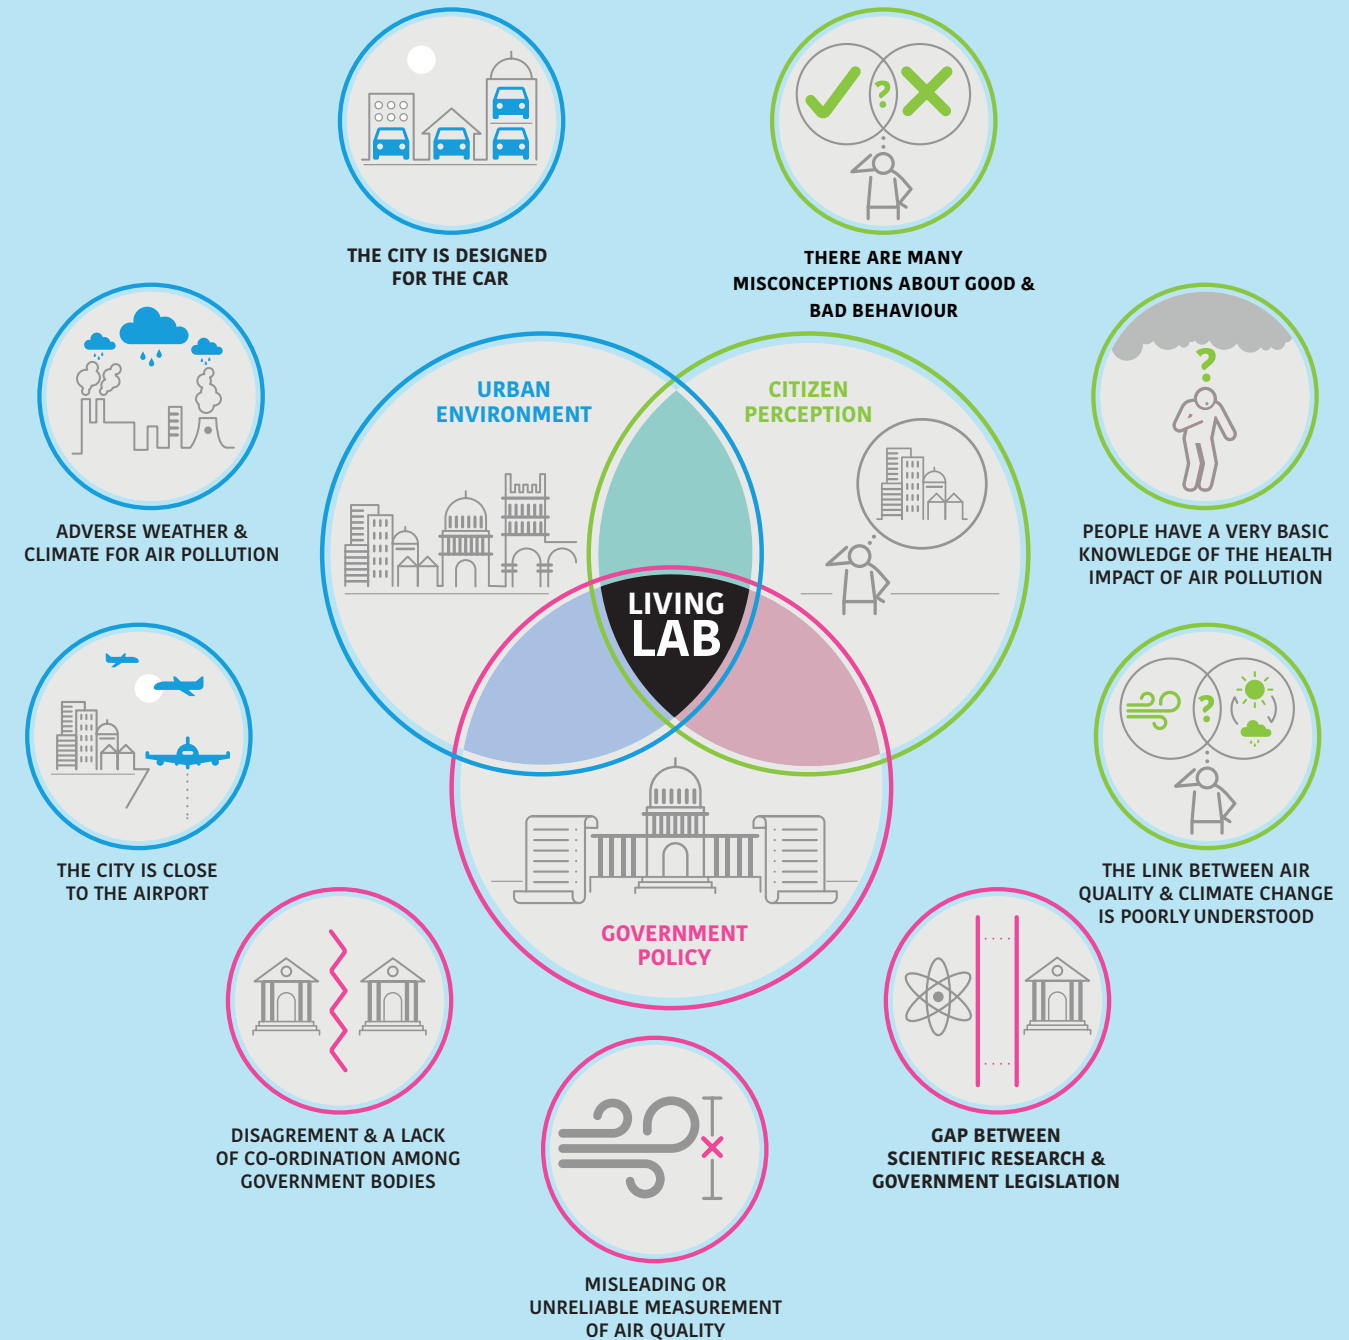 THE CITY IS DESIGNED
FOR THE CAR
THERE ARE MANY
MISCONCEPTIONS ABOUT GOOD &
BAD BEHAVIOUR
?
?
URBAN
ENVIRONMENT
CITIZEN
PERCEPTION
ADVERSE WEATHER &
CLIMATE FOR AIR POLLUTION
PEOPLE HAVE A VERY BASIC
KNOWLEDGE OF THE HEALTH
IMPACT OF AIR POLLUTION
LIVING
LAB
?
THE CITY IS CLOSE
TO THE AIRPORT
THE LINK BETWEEN AIR
QUALITY & CLIMATE CHANGE
IS POORLY UNDERSTOOD
GOVERNMENT
POLICY
DISAGREMENT & A LACK
OF CO-ORDINATION AMONG
GOVERNMENT BODIES
GAP BETWEEN
SCIENTIFIC RESEARCH &
GOVERNMENT LEGISLATION
MISLEADING OR
UNRELIABLE MEASUREMENT
OF AIR QUALITY